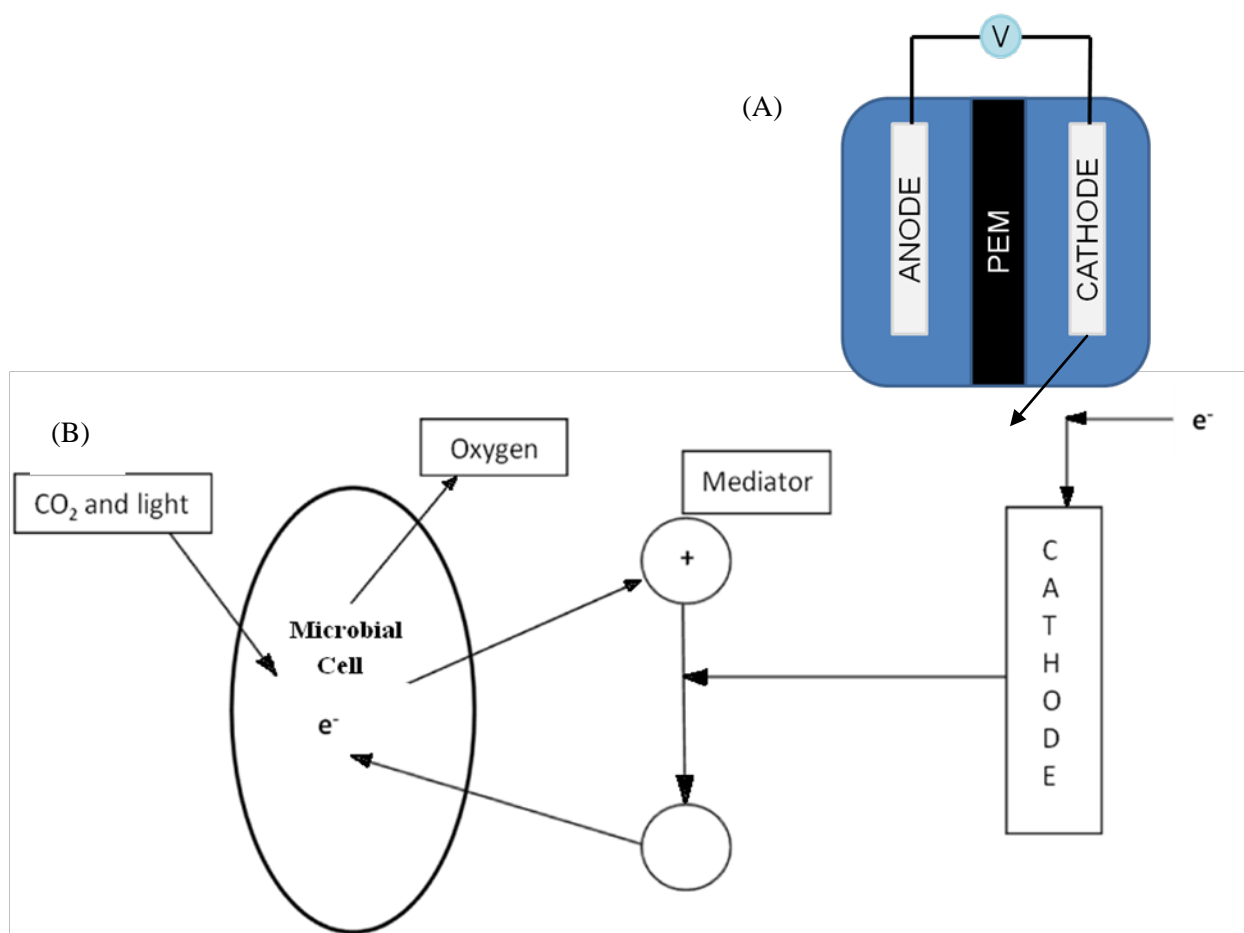 V
(A)
ANODE
PEM
CATHODE
(B)
e-
Oxygen
Mediator
CO₂ and light
+
Microbial
Cell
e-
C
A
T
H
O
D
E